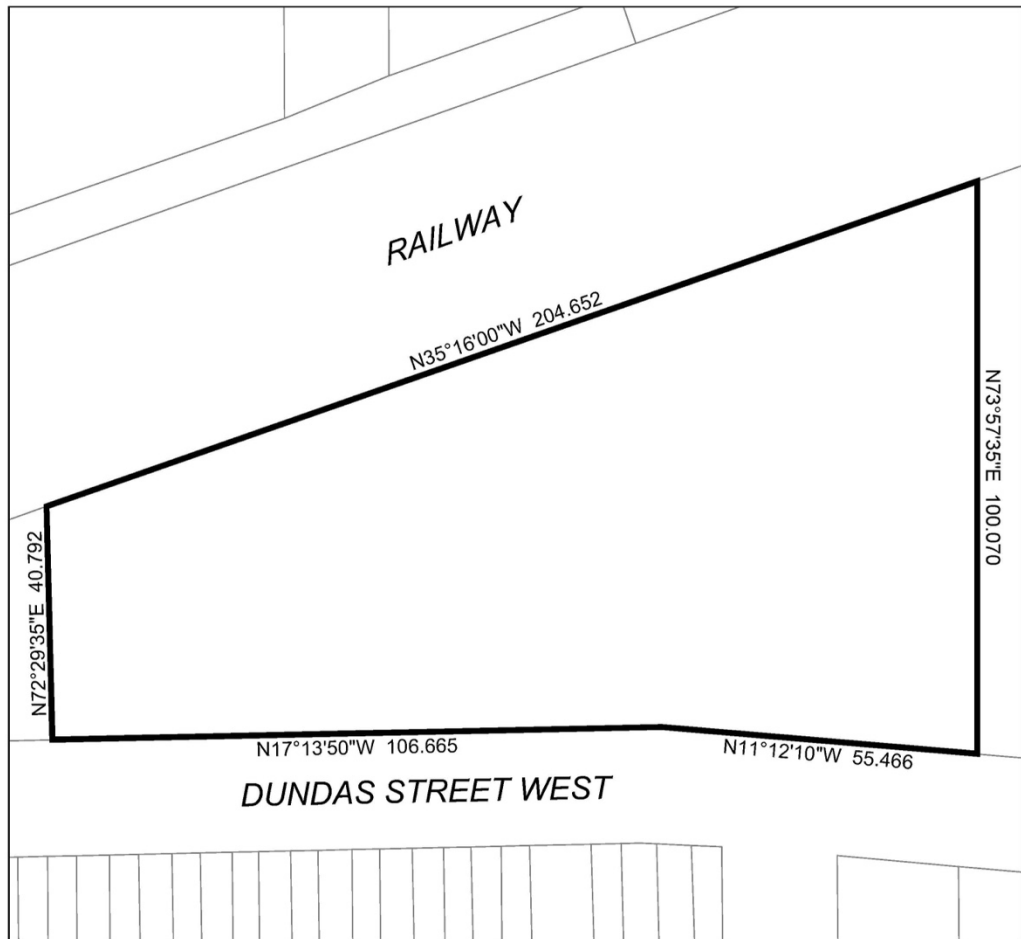 RAILWAY
N35°16'00"W 204.652
N73°57'35"E 100.070
N72°29'35"E 40.792
N17°13'50"W 106.665
N11°12'10"W 55.466
DUNDAS STREET WEST